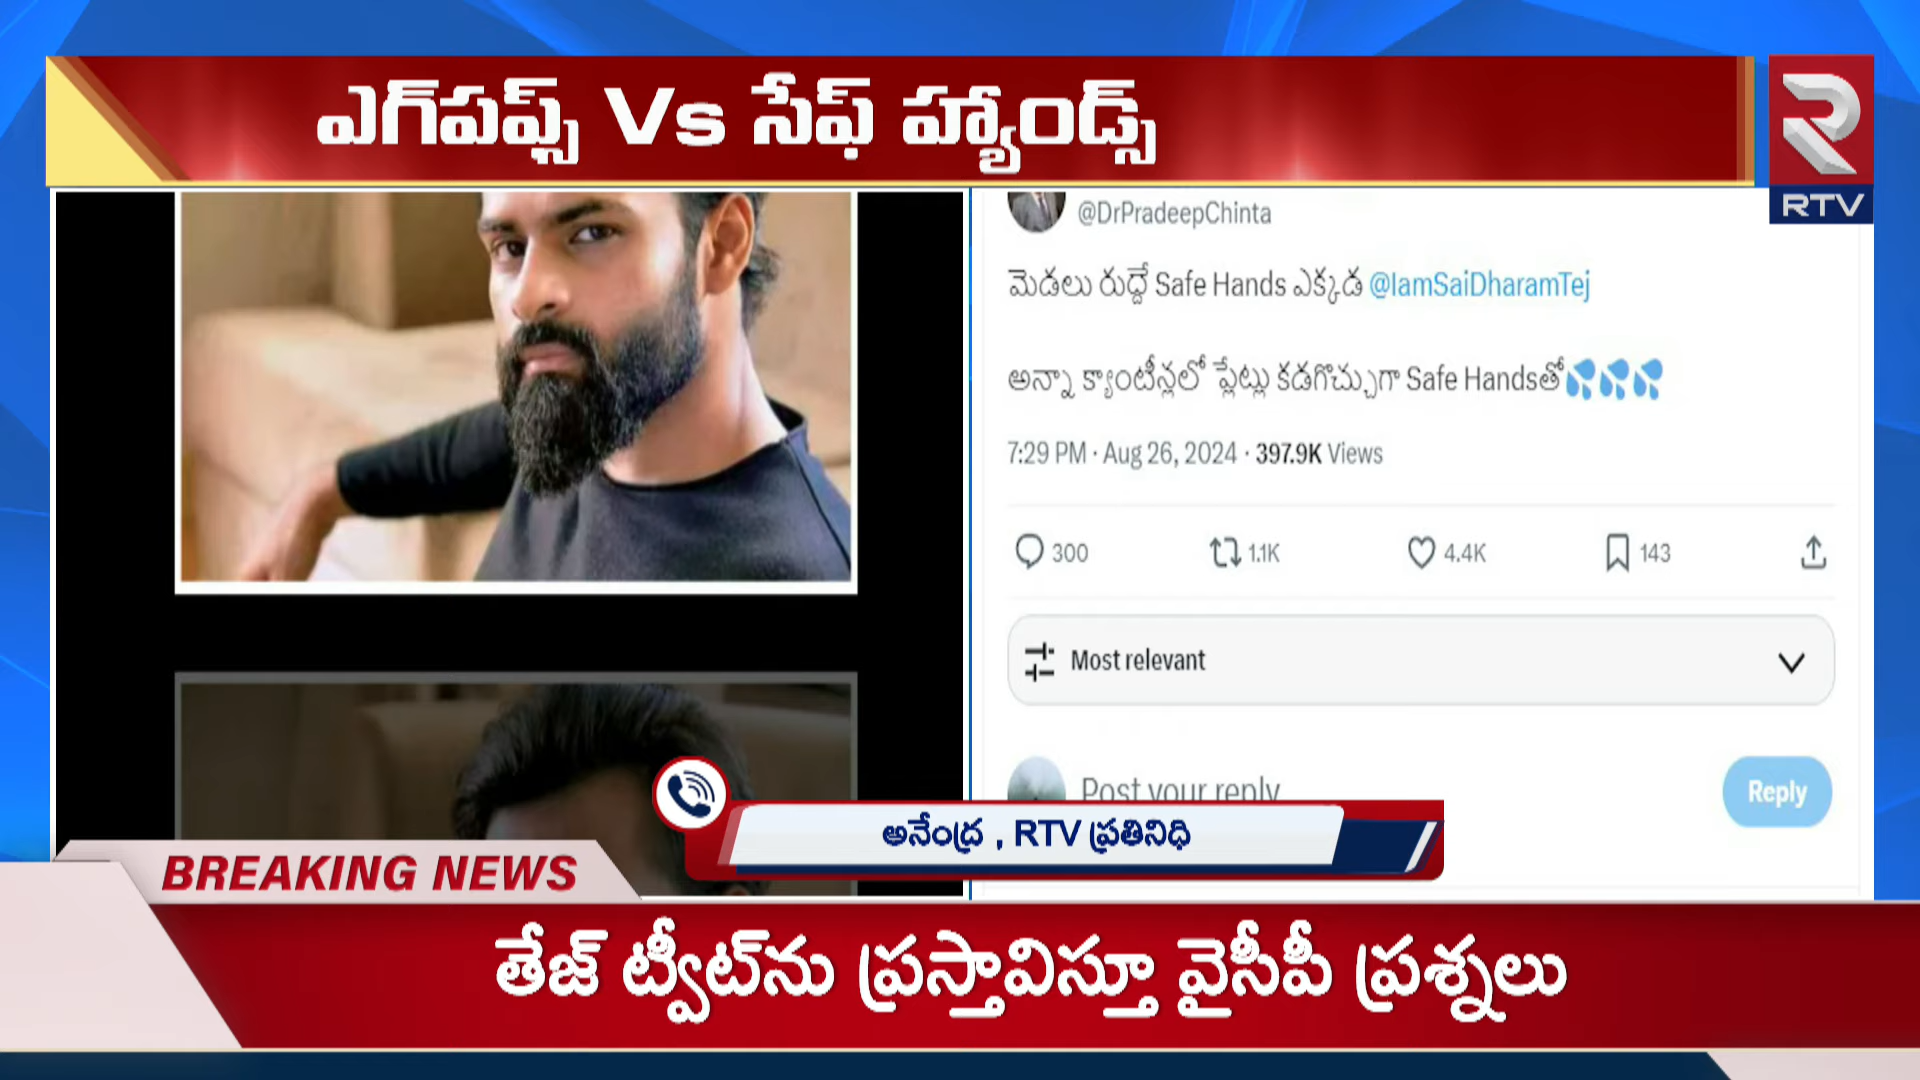 ఎగ్‌పఫ్స్ Vs సేఫ్ హ్యాండ్స్
RTV
@DrPradeepChinta
మెడలు రుద్దే Safe Hands ఎక్కడ @IamSaiDharamTej
అన్నా క్యాంటీన్లలో ప్లేట్లు కడగొచ్చుగా Safe Handsతో💦💦💦
7:29 PM · Aug 26, 2024 · 397.9K Views
300 1.1K 4.4K 143
Most relevant
Post your reply
Reply
అనేంద్ర , RTV ప్రతినిధి
BREAKING NEWS
తేజ్ ట్వీట్‌ను ప్రస్తావిస్తూ వైసీపీ ప్రశ్నలు